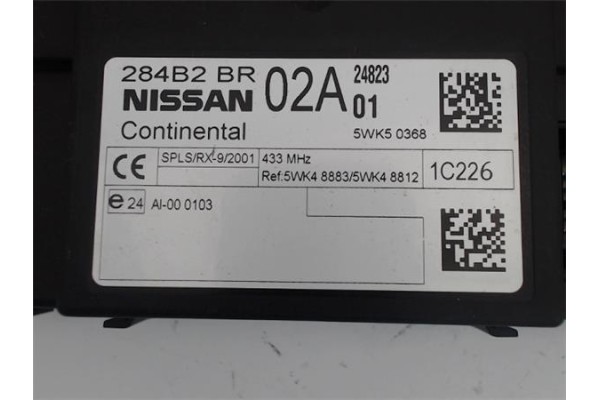 284B2 BR 02A 24823
NISSAN 01
Continental 5WK5 0368
CE SPLS/RX-9/2001 433 MHz
Ref:5WK4 8883/5WK4 8812 1C226
e 24 AI-00 0103